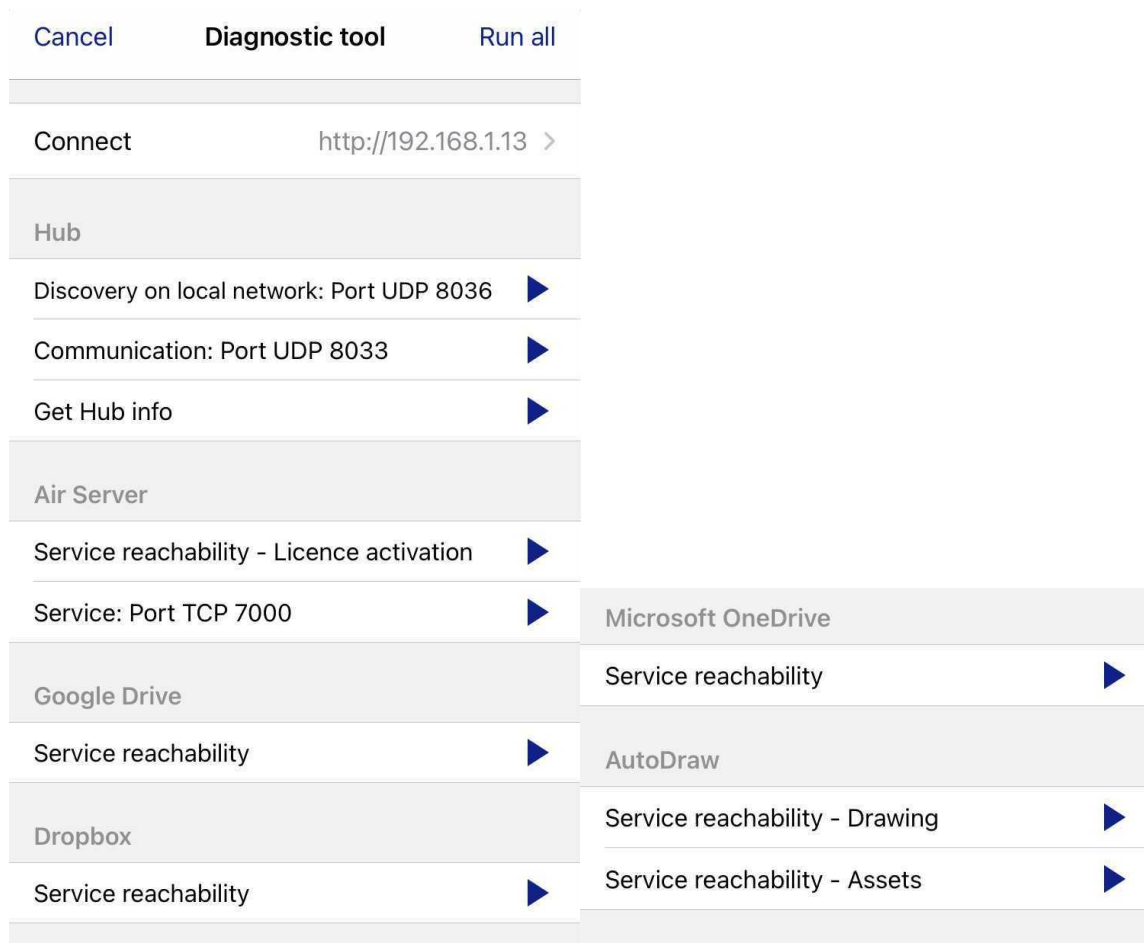 Cancel Diagnostic tool Run all
Connect http://192.168.1.13
Hub
Discovery on local network: Port UDP 8036
Communication: Port UDP 8033
Get Hub info
Air Server
Service reachability - Licence activation
Service: Port TCP 7000
Google Drive
Service reachability
Dropbox
Service reachability
Microsoft OneDrive
Service reachability
AutoDraw
Service reachability - Drawing
Service reachability - Assets